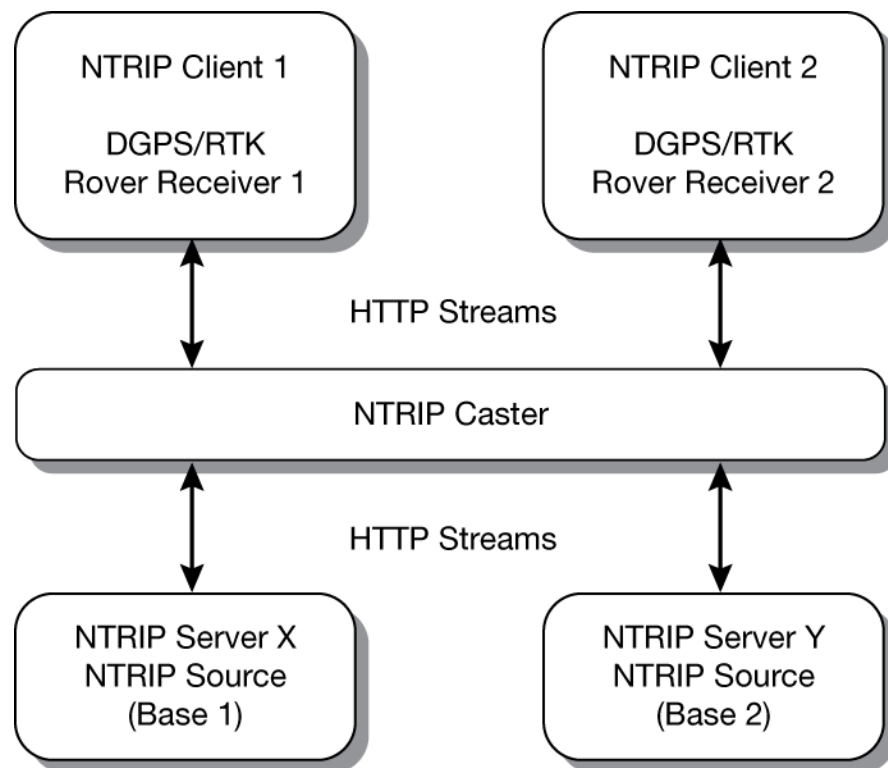 NTRIP Client 1
DGPS/RTK
Rover Receiver 1
NTRIP Client 2
DGPS/RTK
Rover Receiver 2
HTTP Streams
NTRIP Caster
HTTP Streams
NTRIP Server X
NTRIP Source
(Base 1)
NTRIP Server Y
NTRIP Source
(Base 2)